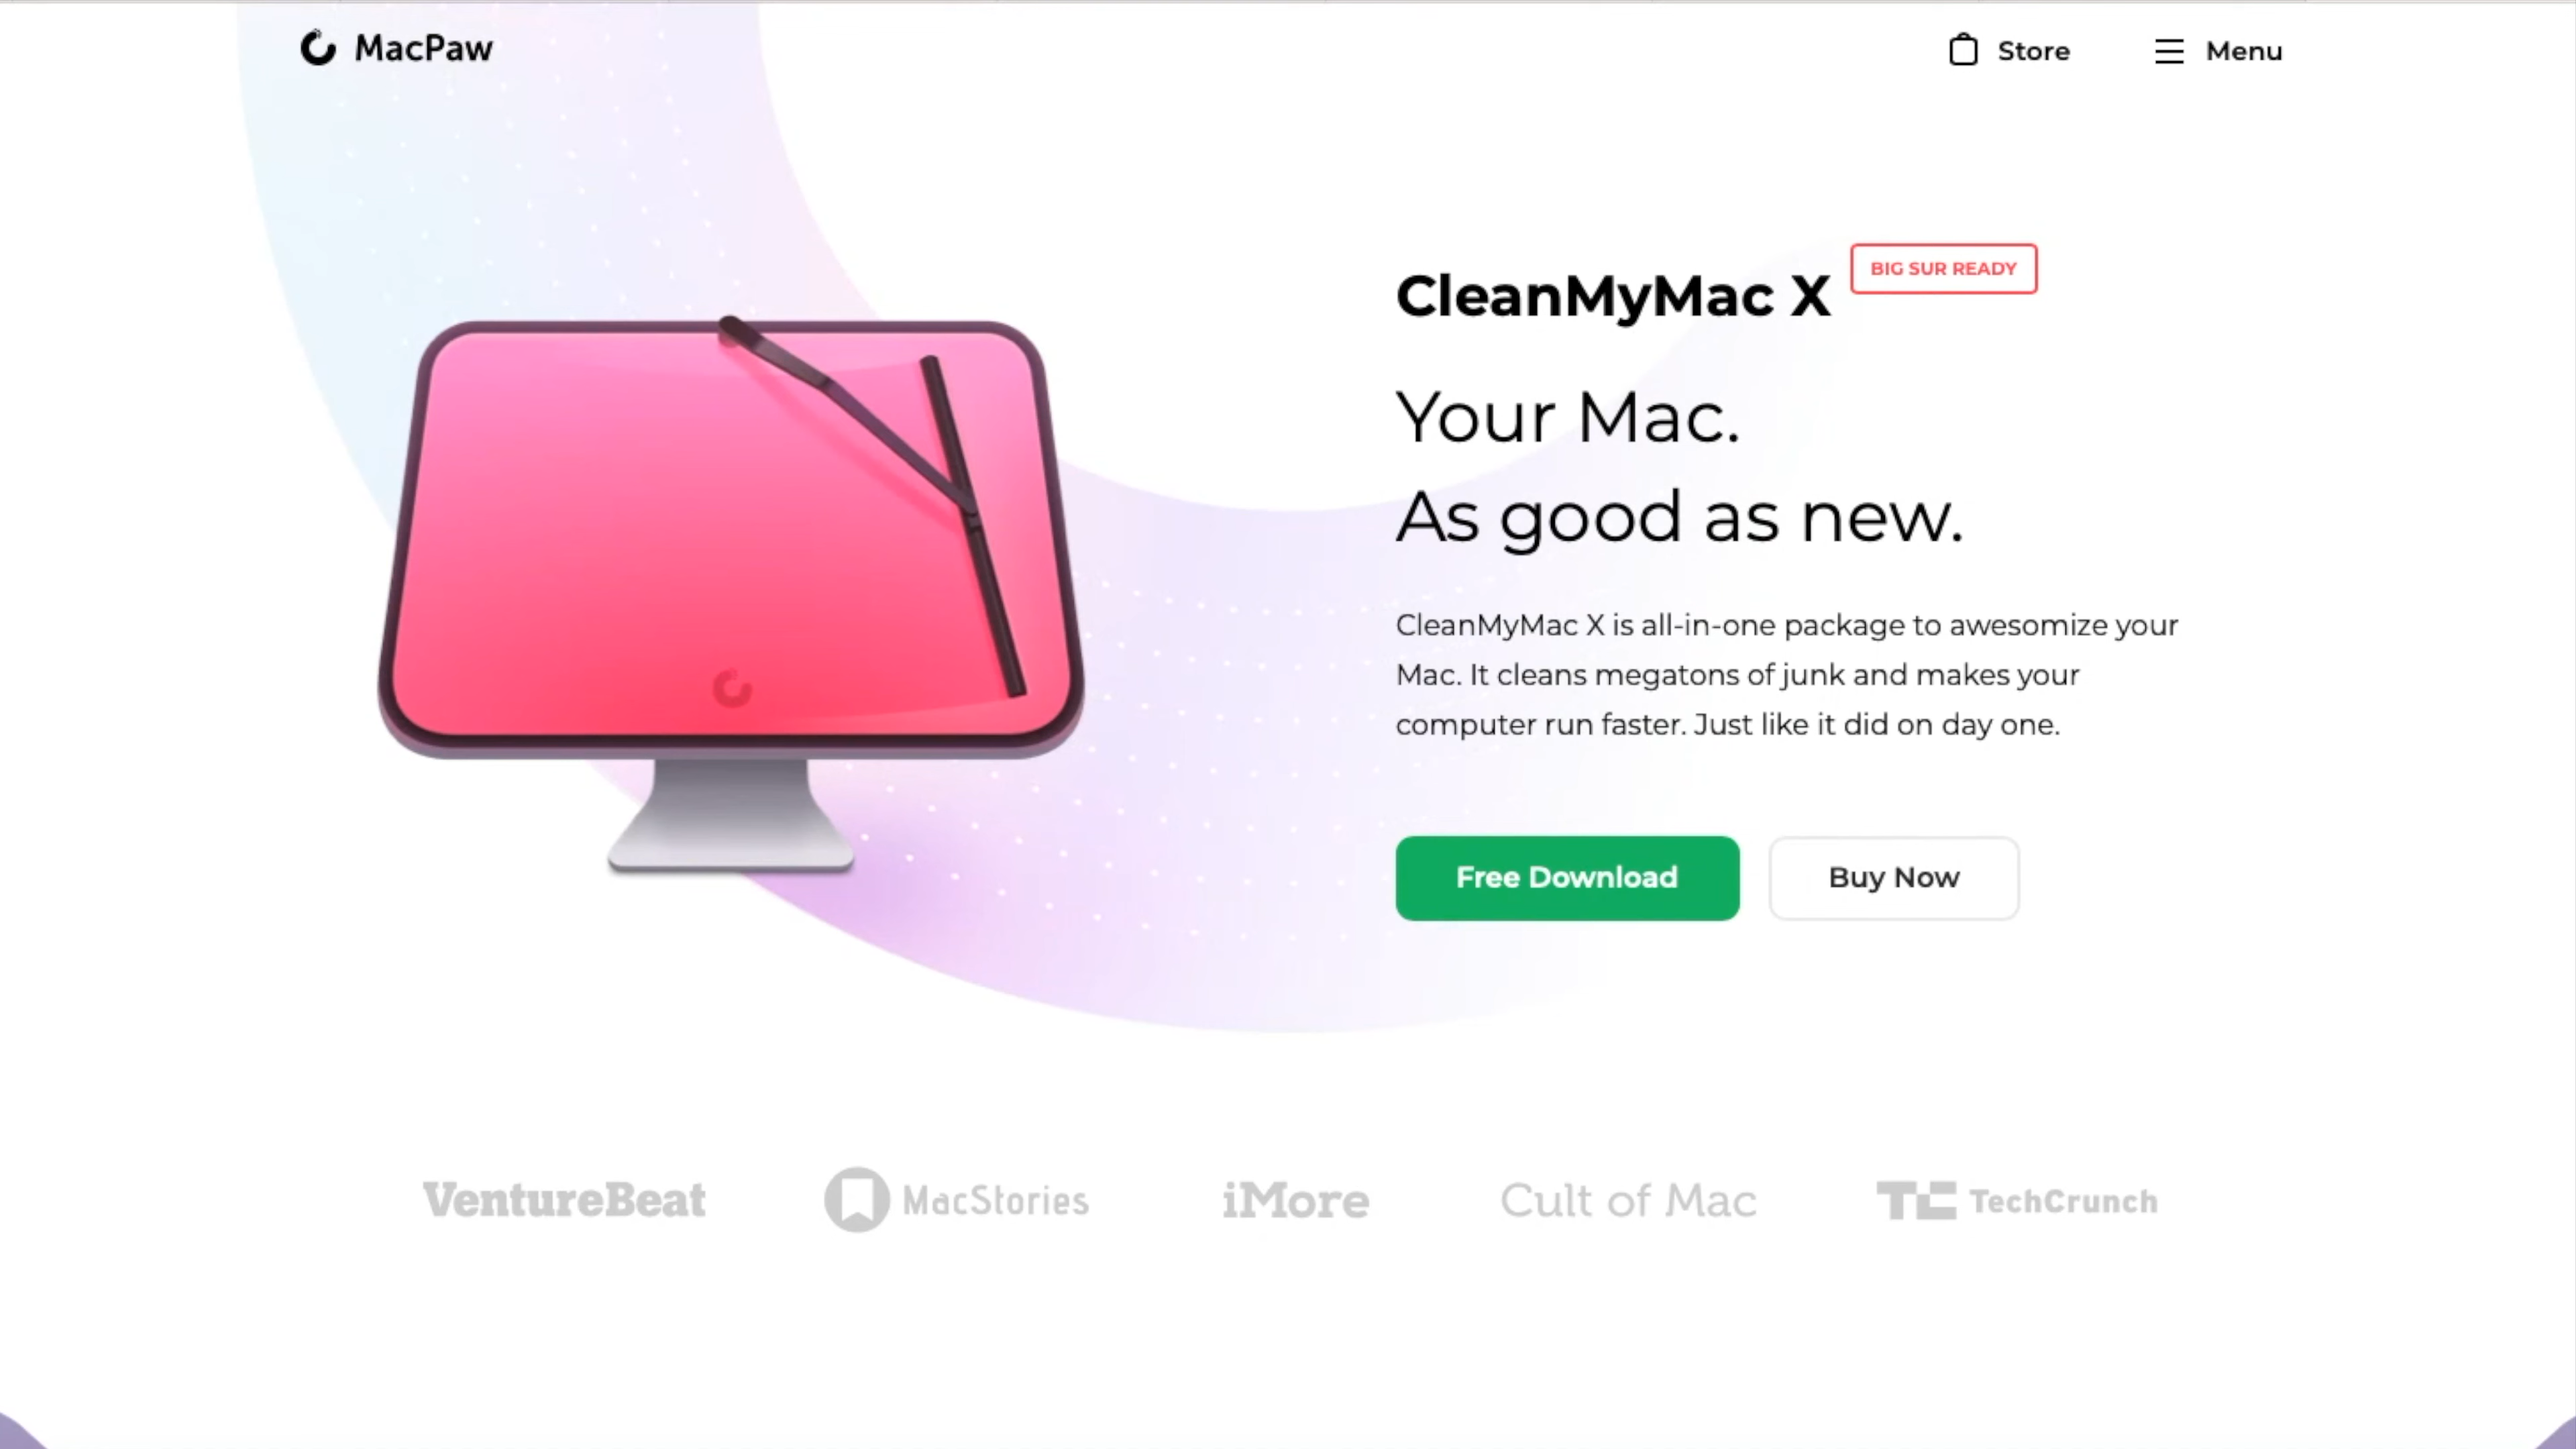 MacPaw
Store
Menu
CleanMyMac X
BIG SUR READY
Your Mac.
As good as new.
CleanMyMac X is all-in-one package to awesomize your
Mac. It cleans megatons of junk and makes your
computer run faster. Just like it did on day one.
Free Download
Buy Now
VentureBeat
MacStories
iMore
Cult of Mac
TC TechCrunch